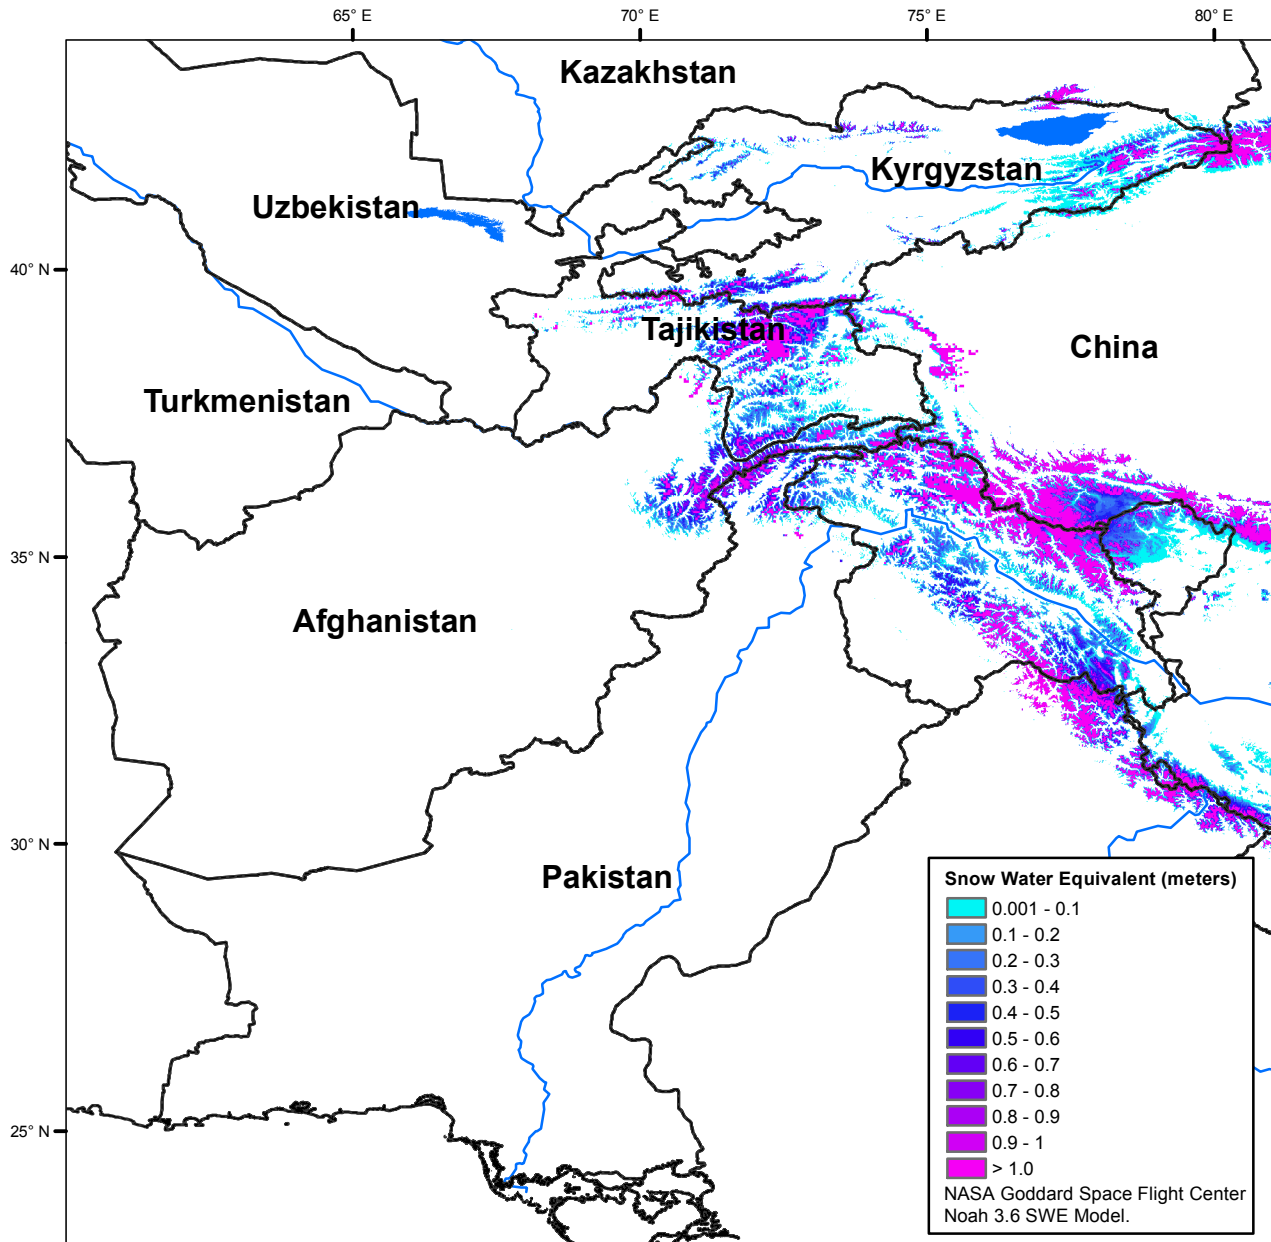 65° E
70° E
75° E
80° E
Kazakhstan
Kyrgyzstan
Uzbekistan
40° N
Tajikistan
China
Turkmenistan
35° N
Afghanistan
30° N
Pakistan
25° N
Snow Water Equivalent (meters)
0.001 - 0.1
0.1 - 0.2
0.2 - 0.3
0.3 - 0.4
0.4 - 0.5
0.5 - 0.6
0.6 - 0.7
0.7 - 0.8
0.8 - 0.9
0.9 - 1
> 1.0
NASA Goddard Space Flight Center
Noah 3.6 SWE Model.